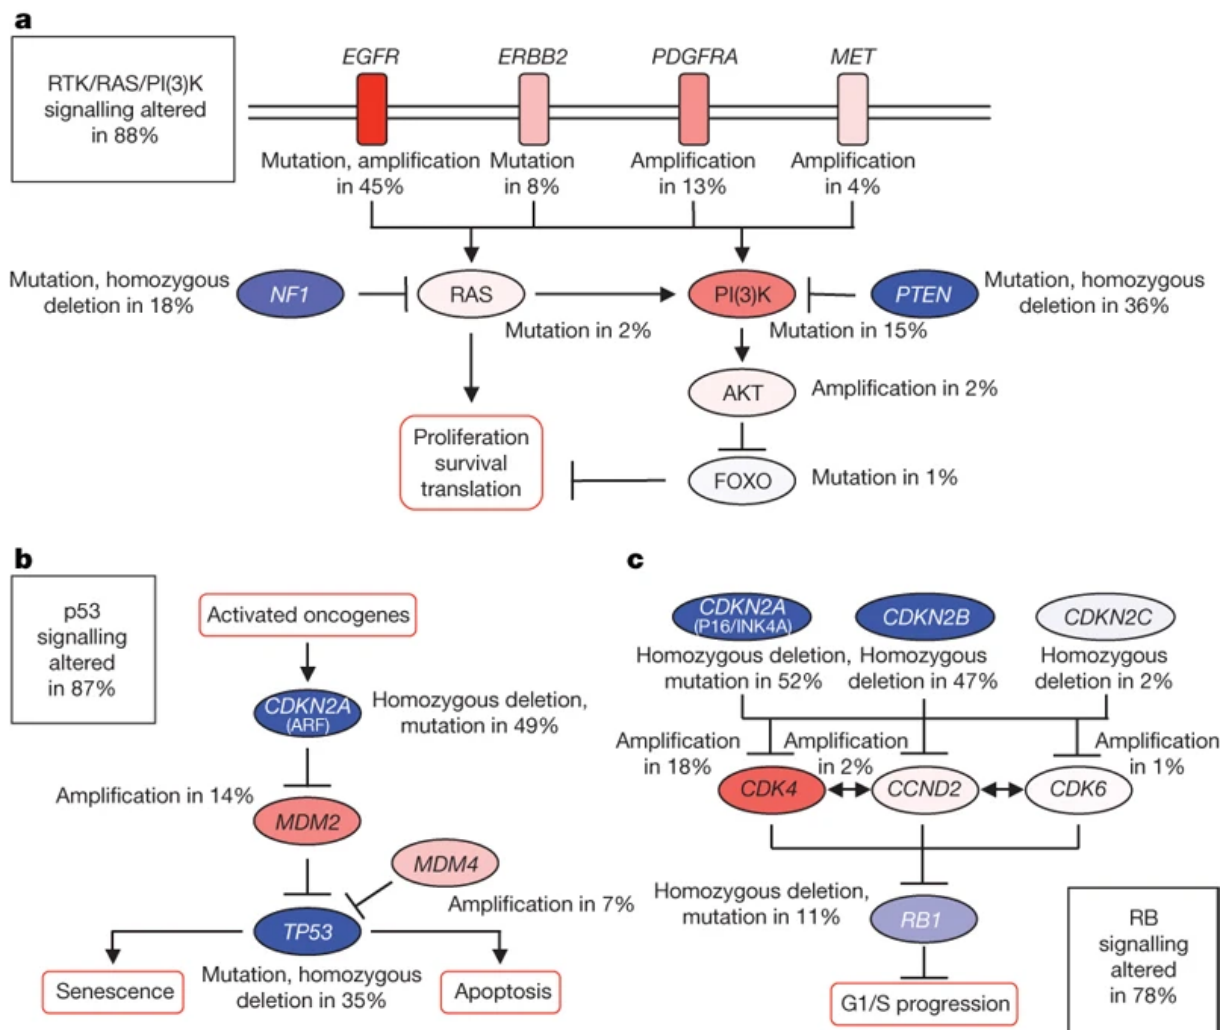 a
RTK/RAS/PI(3)K
signalling altered
in 88%
EGFR
ERBB2
PDGFRA
MET
Mutation, amplification
in 45%
Mutation
in 8%
Amplification
in 13%
Amplification
in 4%
Mutation, homozygous
deletion in 18%
NF1
RAS
Mutation in 2%
PI(3)K
Mutation in 15%
PTEN
Mutation, homozygous
deletion in 36%
AKT
Amplification in 2%
Proliferation
survival
translation
FOXO
Mutation in 1%
b
p53
signalling
altered
in 87%
Activated oncogenes
CDKN2A
(ARF)
Homozygous deletion,
mutation in 49%
Amplification in 14%
MDM2
MDM4
Amplification in 7%
TP53
Mutation, homozygous
deletion in 35%
Senescence
Apoptosis
c
CDKN2A
(P16/INK4A)
CDKN2B
CDKN2C
Homozygous deletion,
mutation in 52%
Homozygous
deletion in 47%
Homozygous
deletion in 2%
Amplification
in 18%
Amplification
in 2%
Amplification
in 1%
CDK4
CCND2
CDK6
Homozygous deletion,
mutation in 11%
RB1
G1/S progression
RB
signalling
altered
in 78%